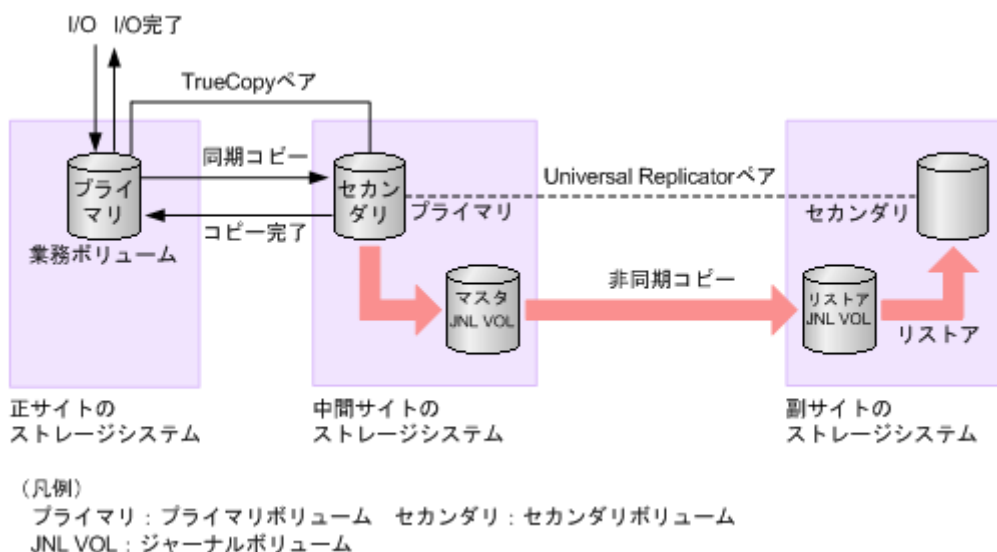 I/O I/O完了
TrueCopyペア
同期コピー
プライ
マリ
セカン
ダリ
Universal Replicatorペア
プライマリ
セカンダリ
コピー完了
業務ボリューム
マスタ
JNL VOL
非同期コピー
リストア
JNL VOL
リストア
正サイトの
ストレージシステム
中間サイトの
ストレージシステム
副サイトの
ストレージシステム
（凡例）
プライマリ：プライマリボリューム セカンダリ：セカンダリボリューム
JNL VOL：ジャーナルボリューム